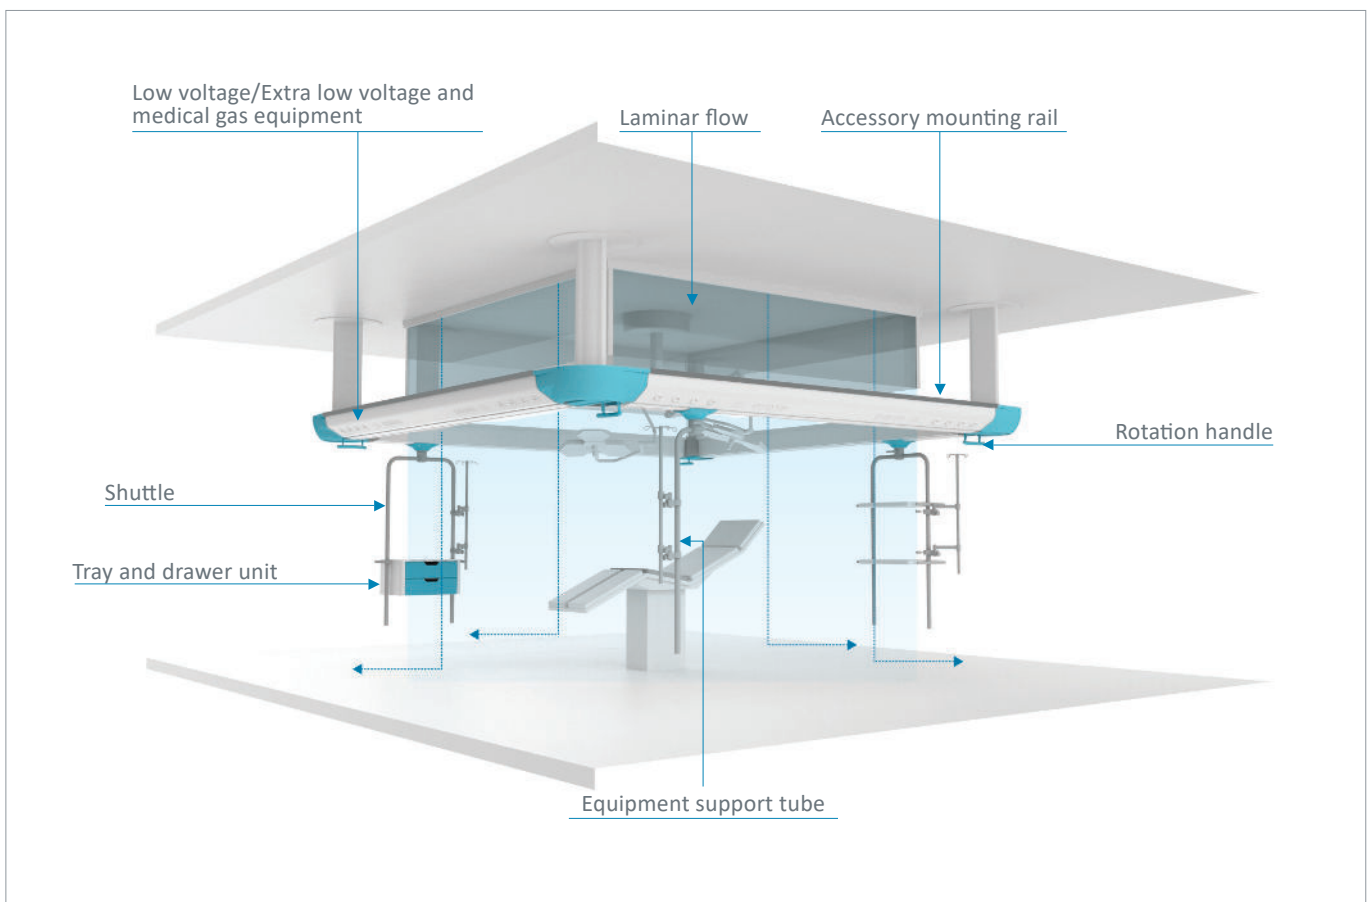 Low voltage/Extra low voltage and
medical gas equipment
Laminar flow
Accessory mounting rail
Rotation handle
Shuttle
Tray and drawer unit
Equipment support tube